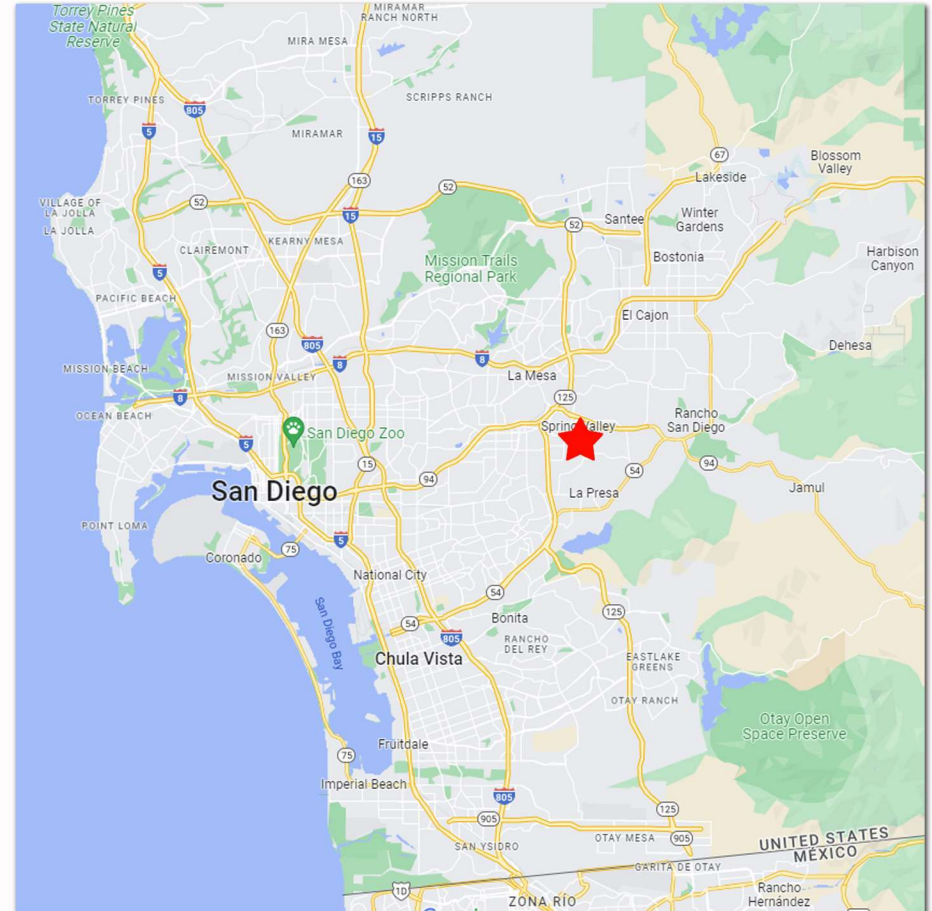 Torrey Pines
State Natural
Reserve
MIRAMAR
RANCH NORTH
MIRA MESA
SCRIPPS RANCH
TORREY PINES
805
5
15
MIRAMAR
67
Blossom
Valley
Lakeside
163
52
52
VILLAGE OF
LA JOLLA
LA JOLLA
15
52
Santee
Winter
Gardens
KEARNY MESA
CLAIREMONT
Bostonia
Harbison
Canyon
Mission Trails
Regional Park
5
PACIFIC BEACH
El Cajon
163
805
8
8
Dehesa
MISSION BEACH
MISSION VALLEY
La Mesa
8
125
OCEAN BEACH
Rancho
San Diego
San Diego Zoo
5
15
94
54
94
San Diego
La Presa
Jamul
POINT LOMA
5
75
Coronado
National City
54
125
Bonita
54
805
RANCHO
DEL REY
San Diego Bay
Chula Vista
EASTLAKE
GREENS
OTAY RANCH
Otay Open
Space Preserve
Fruitdale
75
Imperial Beach
805
125
905
OTAY MESA
905
SAN YSIDRO
UNITED STATES
MÉXICO
GARITA DE OTAY
1D
Rancho
Hernández
ZONA RÍO